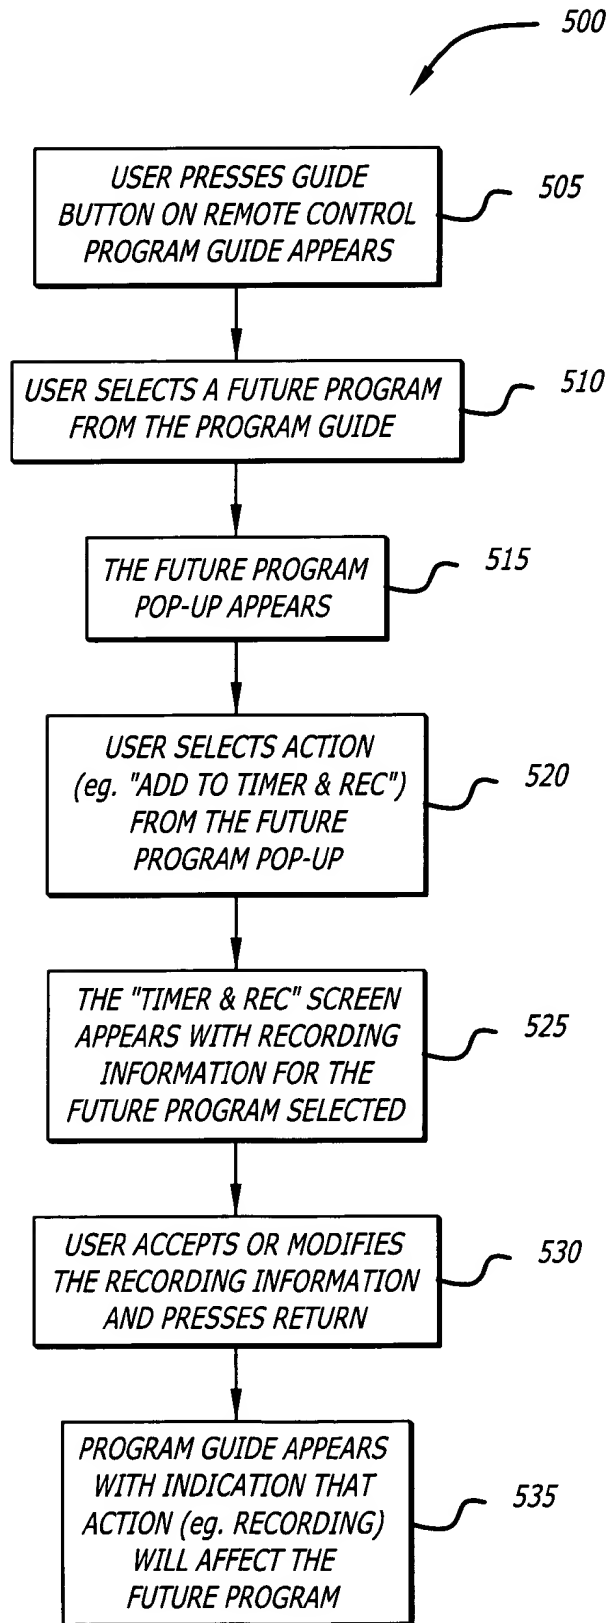 500
USER PRESSES GUIDE
BUTTON ON REMOTE CONTROL
PROGRAM GUIDE APPEARS
505
USER SELECTS A FUTURE PROGRAM
FROM THE PROGRAM GUIDE
510
THE FUTURE PROGRAM
POP-UP APPEARS
515
USER SELECTS ACTION
(eg. "ADD TO TIMER & REC")
FROM THE FUTURE
PROGRAM POP-UP
520
THE "TIMER & REC" SCREEN
APPEARS WITH RECORDING
INFORMATION FOR THE
FUTURE PROGRAM SELECTED
525
USER ACCEPTS OR MODIFIES
THE RECORDING INFORMATION
AND PRESSES RETURN
530
PROGRAM GUIDE APPEARS
WITH INDICATION THAT
ACTION (eg. RECORDING)
WILL AFFECT THE
FUTURE PROGRAM
535